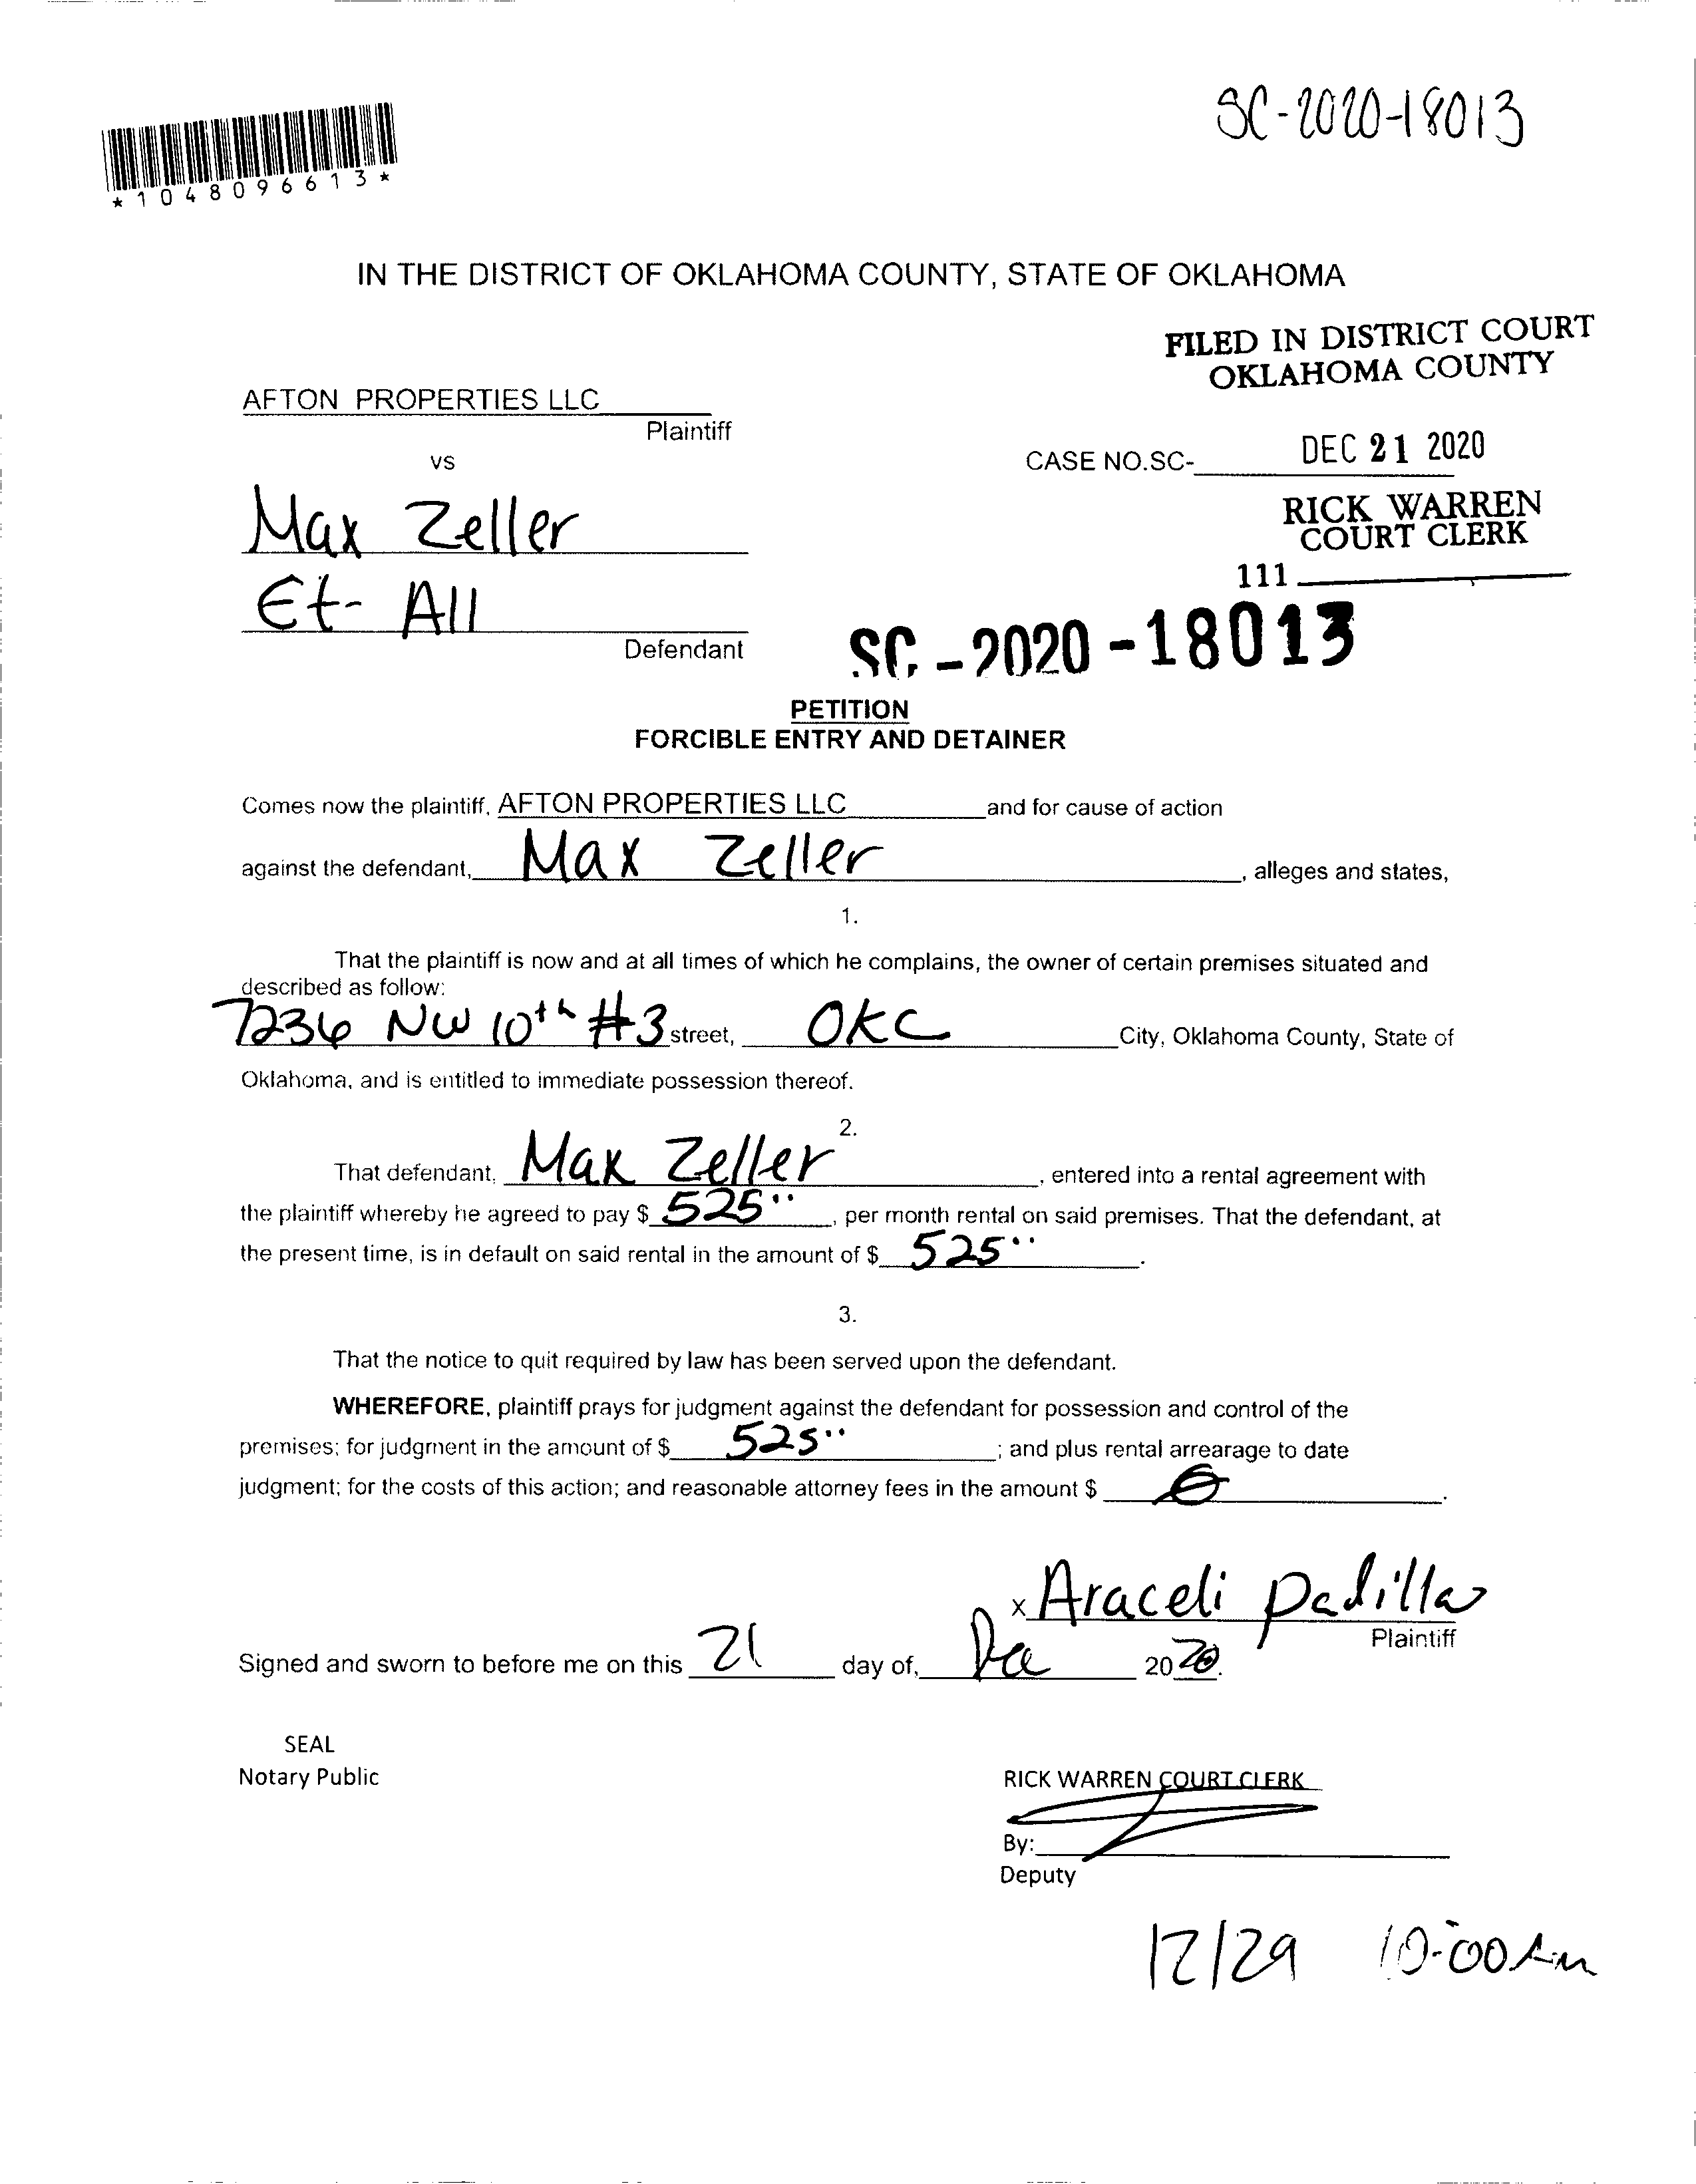 SC-2020-18013
*1048096613*
IN THE DISTRICT OF OKLAHOMA COUNTY, STATE OF OKLAHOMA
FILED IN DISTRICT COURT
OKLAHOMA COUNTY
AFTON PROPERTIES LLC
Plaintiff
vs
CASE NO.SC-
DEC 21 2020
Max Zeller
RICK WARREN
COURT CLERK
111
Et- All
Defendant
SC-2020-18013
PETITION
FORCIBLE ENTRY AND DETAINER
Comes now the plaintiff, AFTON PROPERTIES LLC and for cause of action
against the defendant, Max Zeller, alleges and states,
1.
That the plaintiff is now and at all times of which he complains, the owner of certain premises situated and
described as follow:
7236 NW 10th #3 street, OKC City, Oklahoma County, State of
Oklahoma, and is entitled to immediate possession thereof.
2.
That defendant, Max Zeller, entered into a rental agreement with
the plaintiff whereby he agreed to pay $ 525.., per month rental on said premises. That the defendant, at
the present time, is in default on said rental in the amount of $ 525...
3.
That the notice to quit required by law has been served upon the defendant.
WHEREFORE, plaintiff prays for judgment against the defendant for possession and control of the
premises; for judgment in the amount of $ 525..; and plus rental arrearage to date
judgment; for the costs of this action; and reasonable attorney fees in the amount $ 0.
x Araceli Padilla
Plaintiff
Signed and sworn to before me on this 21 day of, Dec 2020.
SEAL
Notary Public
RICK WARREN COURT CLERK
By:
Deputy
12/29 10:00 Am